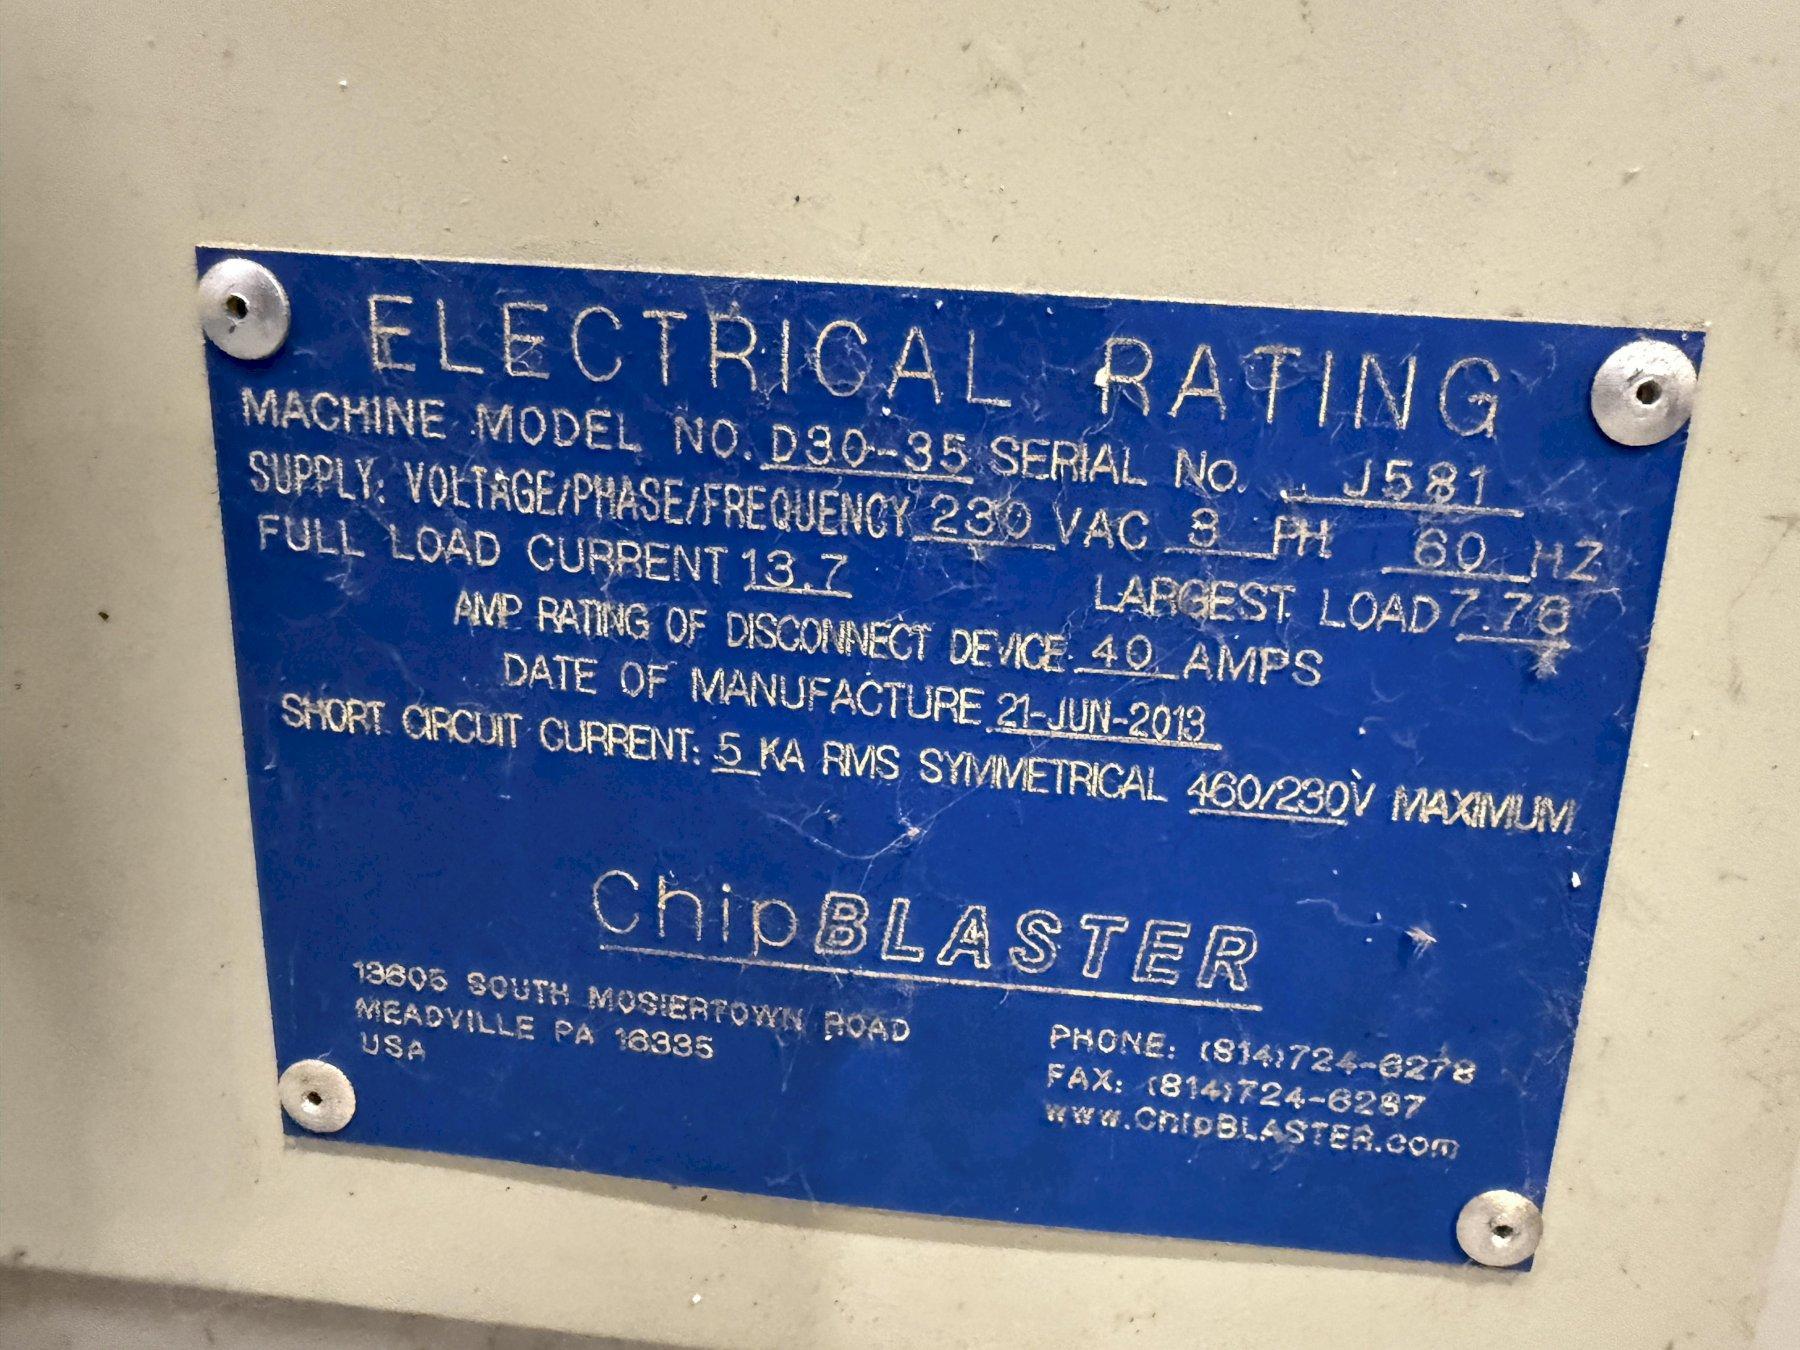 ELECTRICAL RATING
MACHINE MODEL NO. D30-35 SERIAL NO. J581
SUPPLY: VOLTAGE/PHASE/FREQUENCY 230 VAC 3 PH 60 HZ
FULL LOAD CURRENT 13.7 LARGEST LOAD 7.78
AMP RATING OF DISCONNECT DEVICE 40 AMPS
DATE OF MANUFACTURE 21-JUN-2013
SHORT CIRCUIT CURRENT: 5 KA RMS SYMMETRICAL 460/230V MAXIMUM
ChipBLASTER
13605 SOUTH MOSIERTOWN ROAD
MEADVILLE PA 16335
USA
PHONE: (814)724-6278
FAX: (814)724-6287
www.ChipBLASTER.com